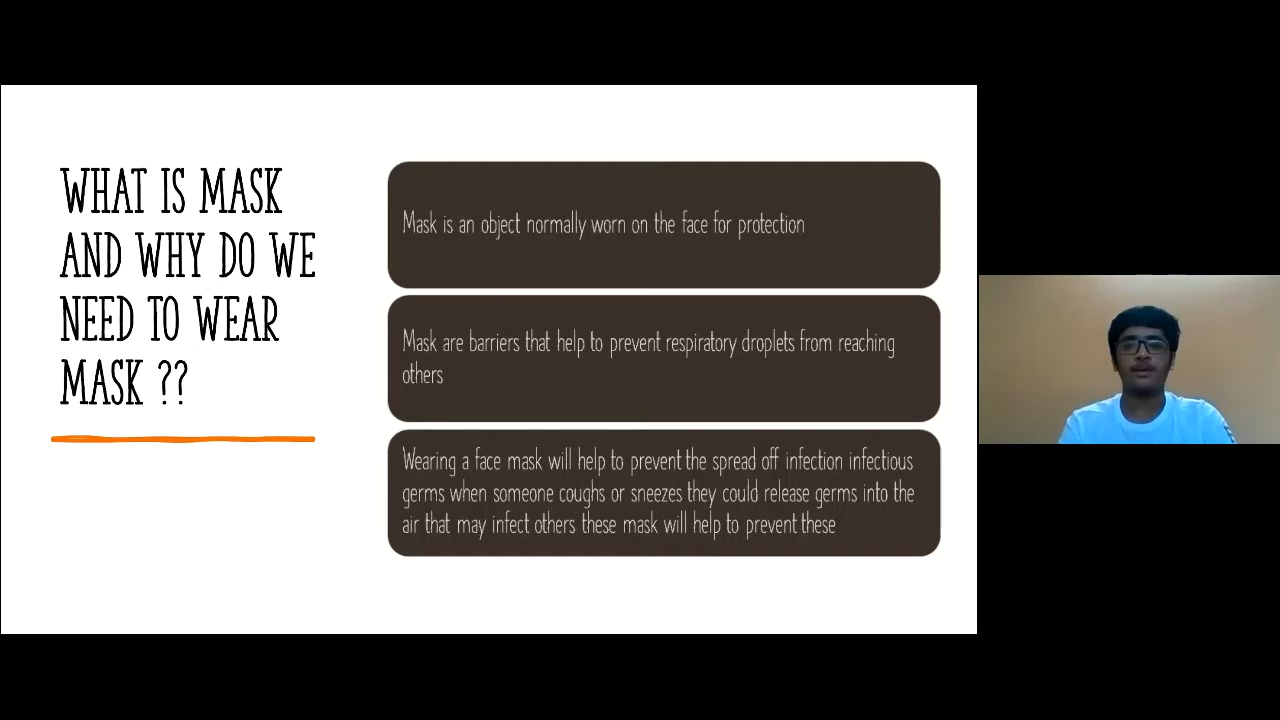 WHAT IS MASK
AND WHY DO WE
NEED TO WEAR
MASK ??
Mask is an object normally worn on the face for protection
Mask are barriers that help to prevent respiratory droplets from reaching
others
Wearing a face mask will help to prevent the spread off infection infectious
germs when someone coughs or sneezes they could release germs into the
air that may infect others these mask will help to prevent these